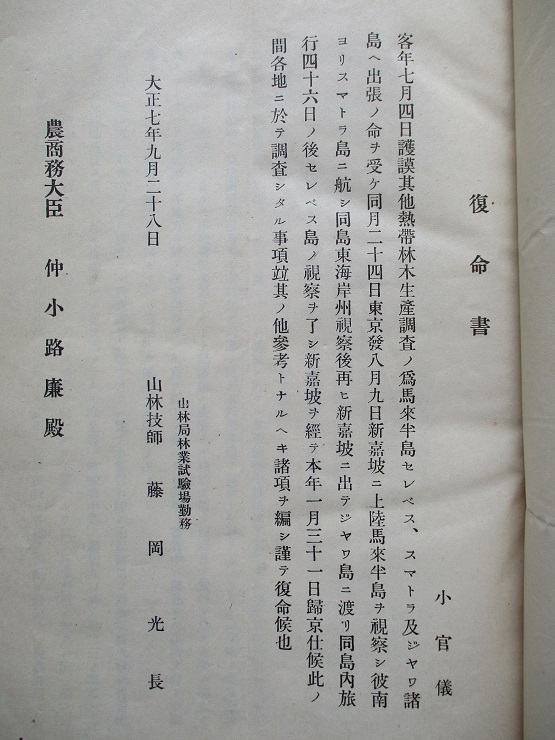 復命書
小官儀
客年七月四日護謨其他熱帶林木生產調査ノ爲馬來半島セレベス、スマトラ及ジヤワ諸
島ヘ出張ノ命ヲ受ケ同月二十四日東京發八月九日新嘉坡ニ上陸馬來半島ヲ視察シ彼南
ヨリスマトラ島ニ航シ同島東海岸州視察後再ヒ新嘉坡ニ出テジヤワ島ニ渡リ同島內旅
行四十六日ノ後セレベス島ノ視察ヲ了シ新嘉坡ヲ經テ本年一月三十一日歸京仕候此ノ
間各地ニ於テ調査シタル事項竝其ノ他參考トナルヘキ諸項ヲ編シ謹テ復命候也
大正七年九月二十八日
山林局林業試驗場勤務
山林技師 藤岡光長
農商務大臣 仲小路廉殿